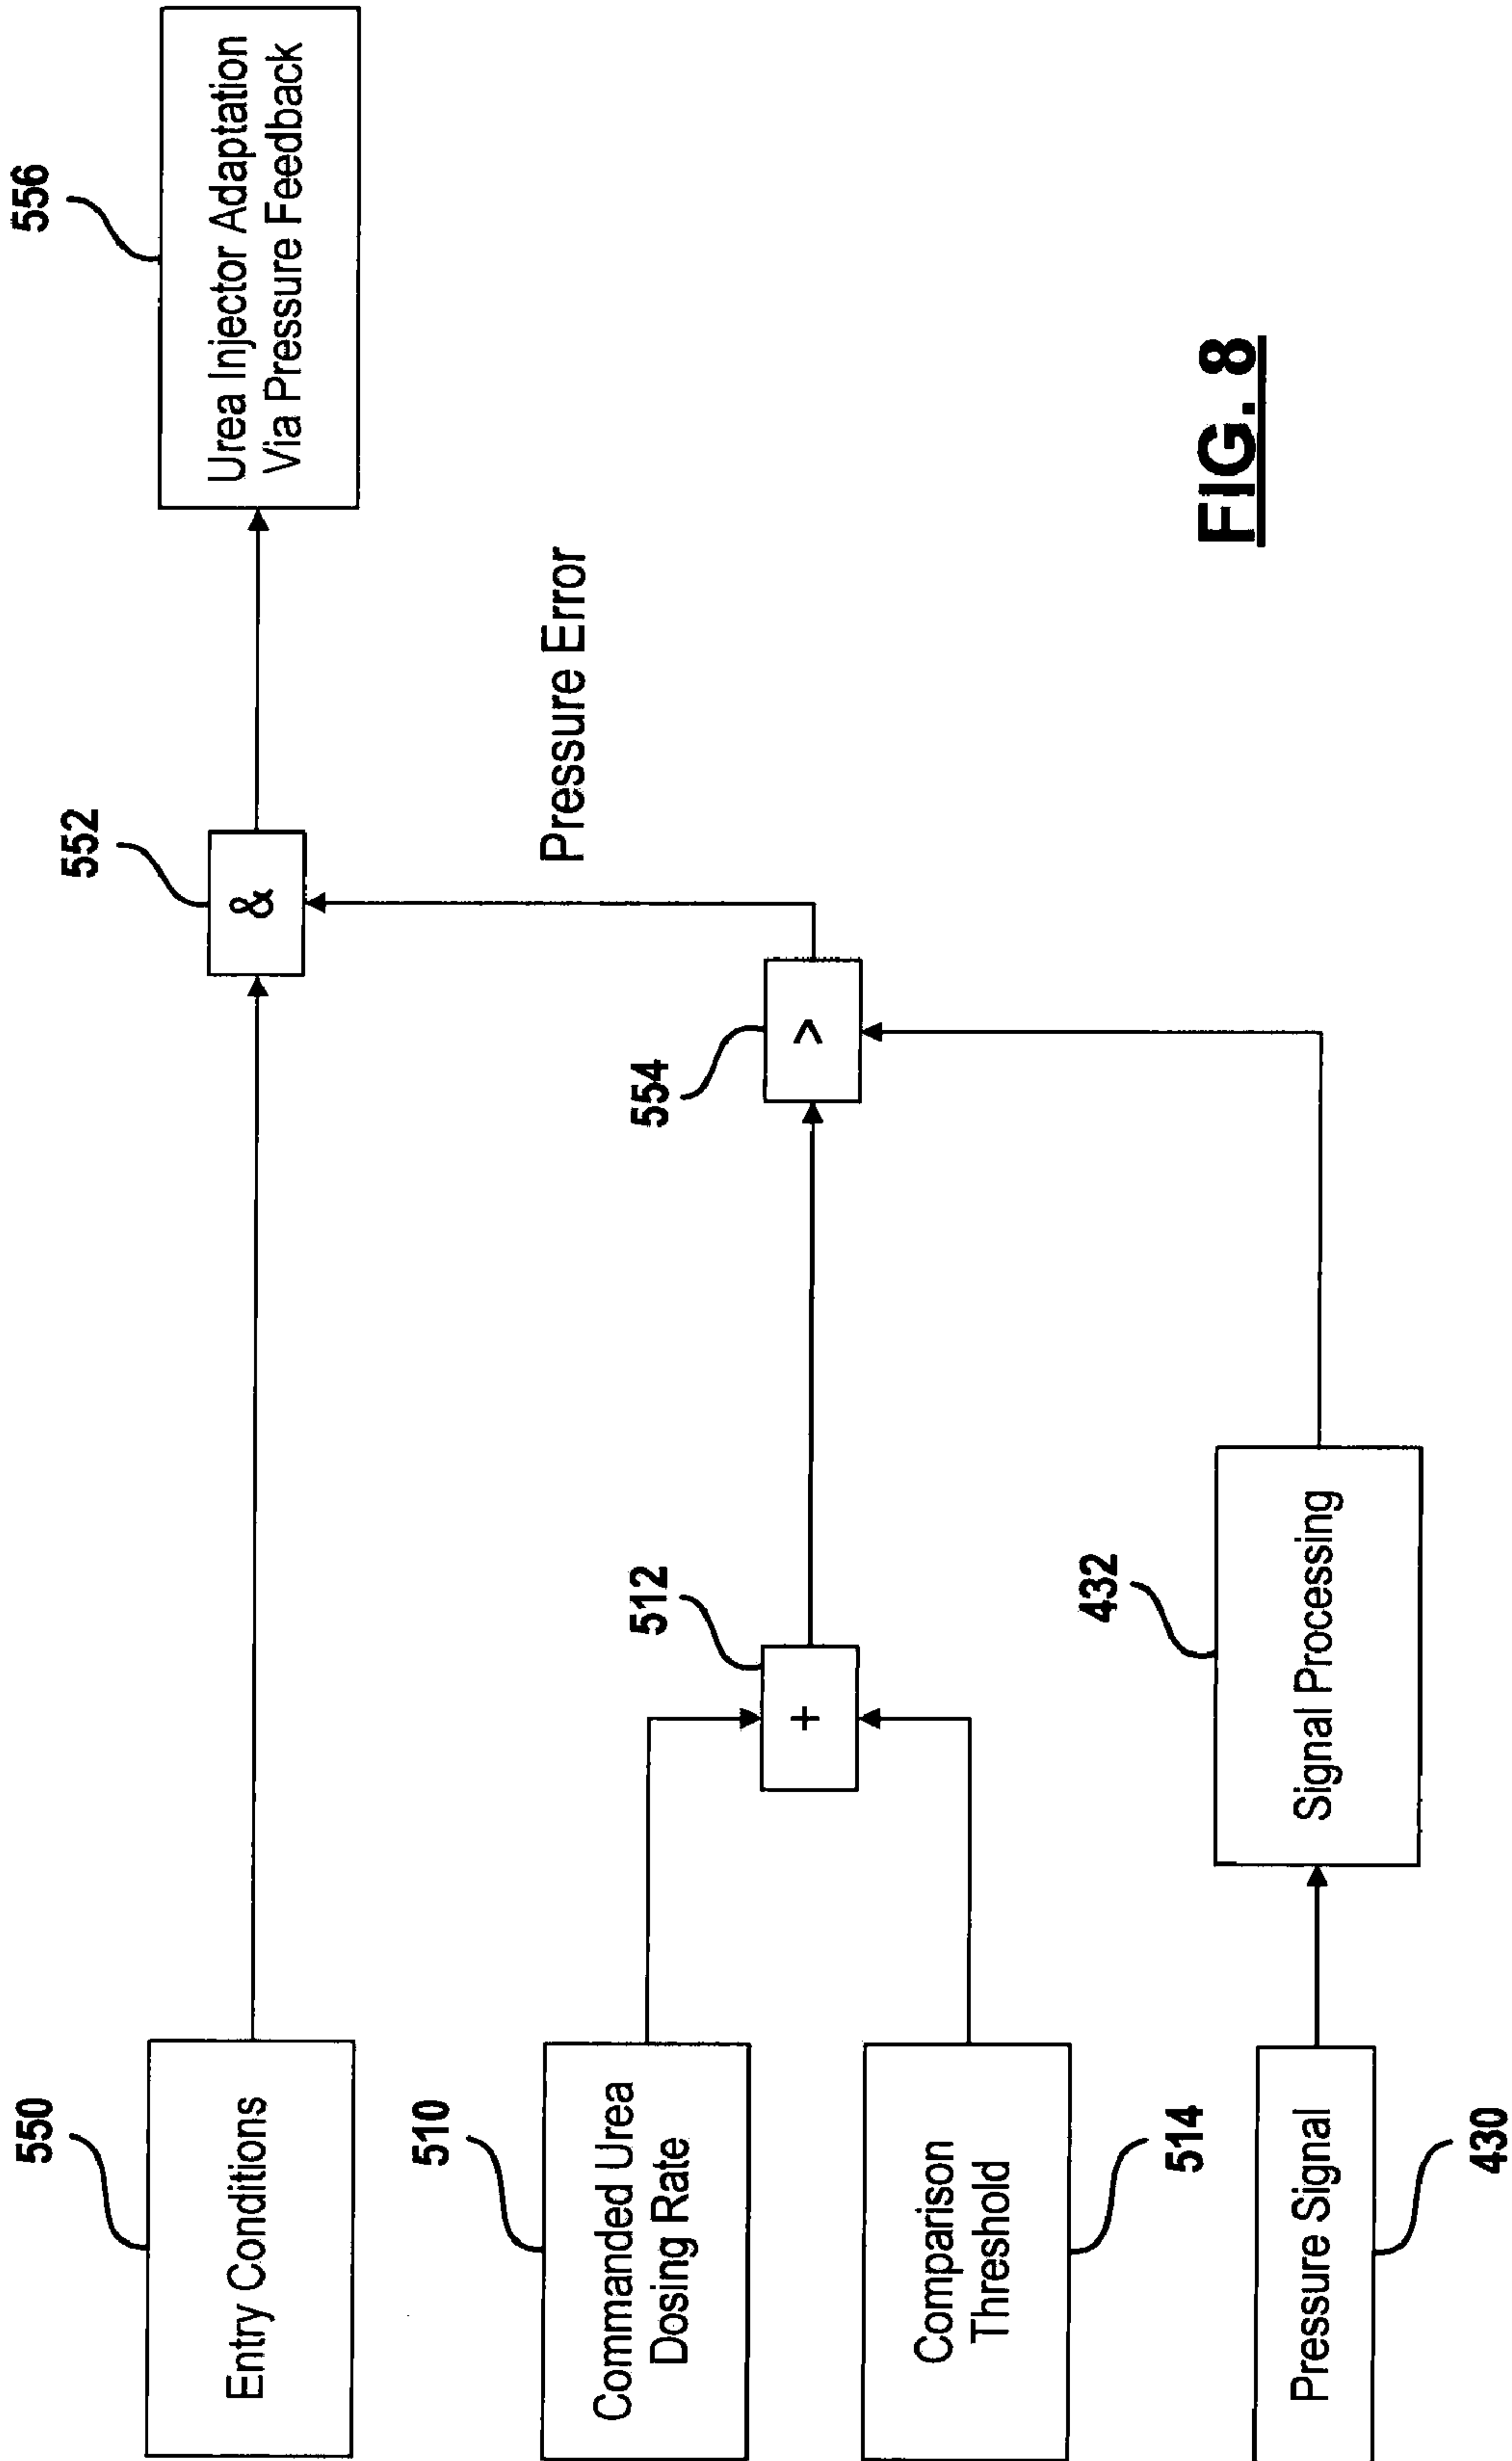 550
Entry Conditions
552
&
556
Urea Injector Adaptation
Via Pressure Feedback
510
Commanded Urea
Dosing Rate
512
+
554
>
Pressure Error
Comparison
Threshold
514
432
Signal Processing
Pressure Signal
430
FIG. 8